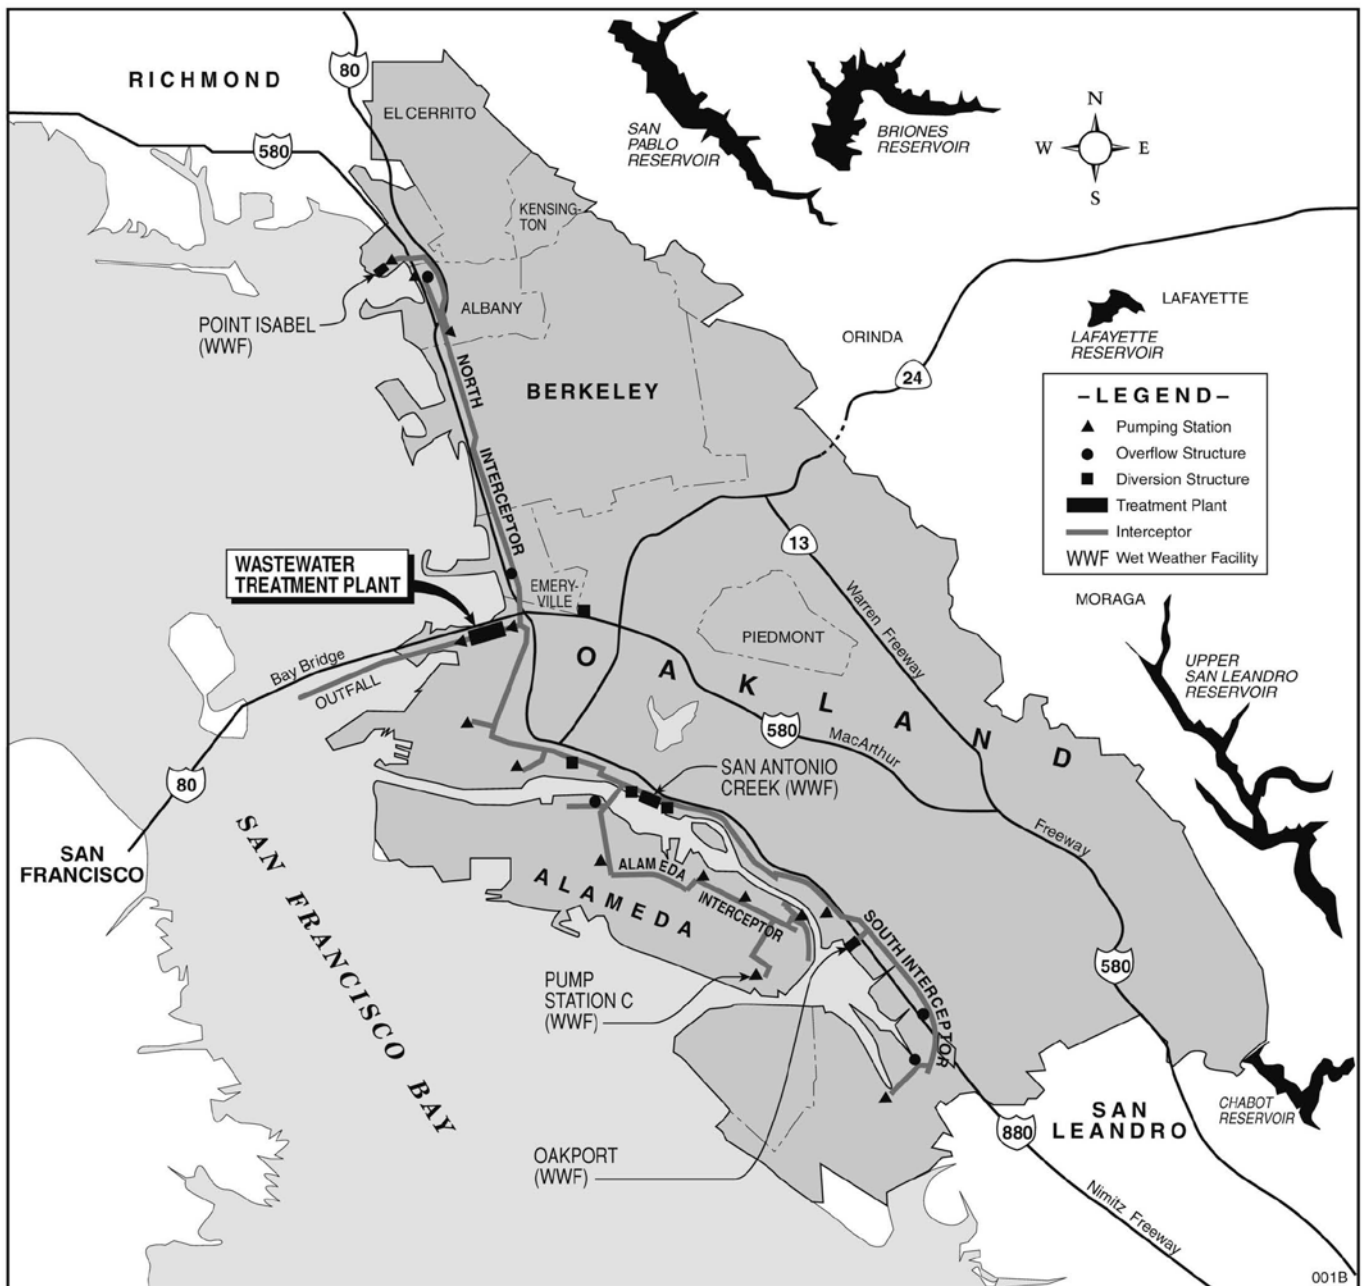 RICHMOND
80
580
EL CERRITO
KENSING-
TON
SAN
PABLO
RESERVOIR
BRIONES
RESERVOIR
N
W
E
S
POINT ISABEL
(WWF)
ALBANY
NORTH
INTERCEPTOR
BERKELEY
ORINDA
24
LAFAYETTE
LAFAYETTE
RESERVOIR
–LEGEND–
Pumping Station
Overflow Structure
Diversion Structure
Treatment Plant
Interceptor
WWF Wet Weather Facility
WASTEWATER
TREATMENT PLANT
EMERY-
VILLE
13
Warren Freeway
PIEDMONT
MORAGA
UPPER
SAN LEANDRO
RESERVOIR
Bay Bridge
OUTFALL
OAKLAND
580
MacArthur
Freeway
SAN ANTONIO
CREEK (WWF)
80
SAN
FRANCISCO
SAN FRANCISCO BAY
ALAMEDA
INTERCEPTOR
ALAMEDA
SOUTH INTERCEPTOR
PUMP
STATION C
(WWF)
580
OAKPORT
(WWF)
880
SAN
LEANDRO
CHABOT
RESERVOIR
Nimitz Freeway
001B